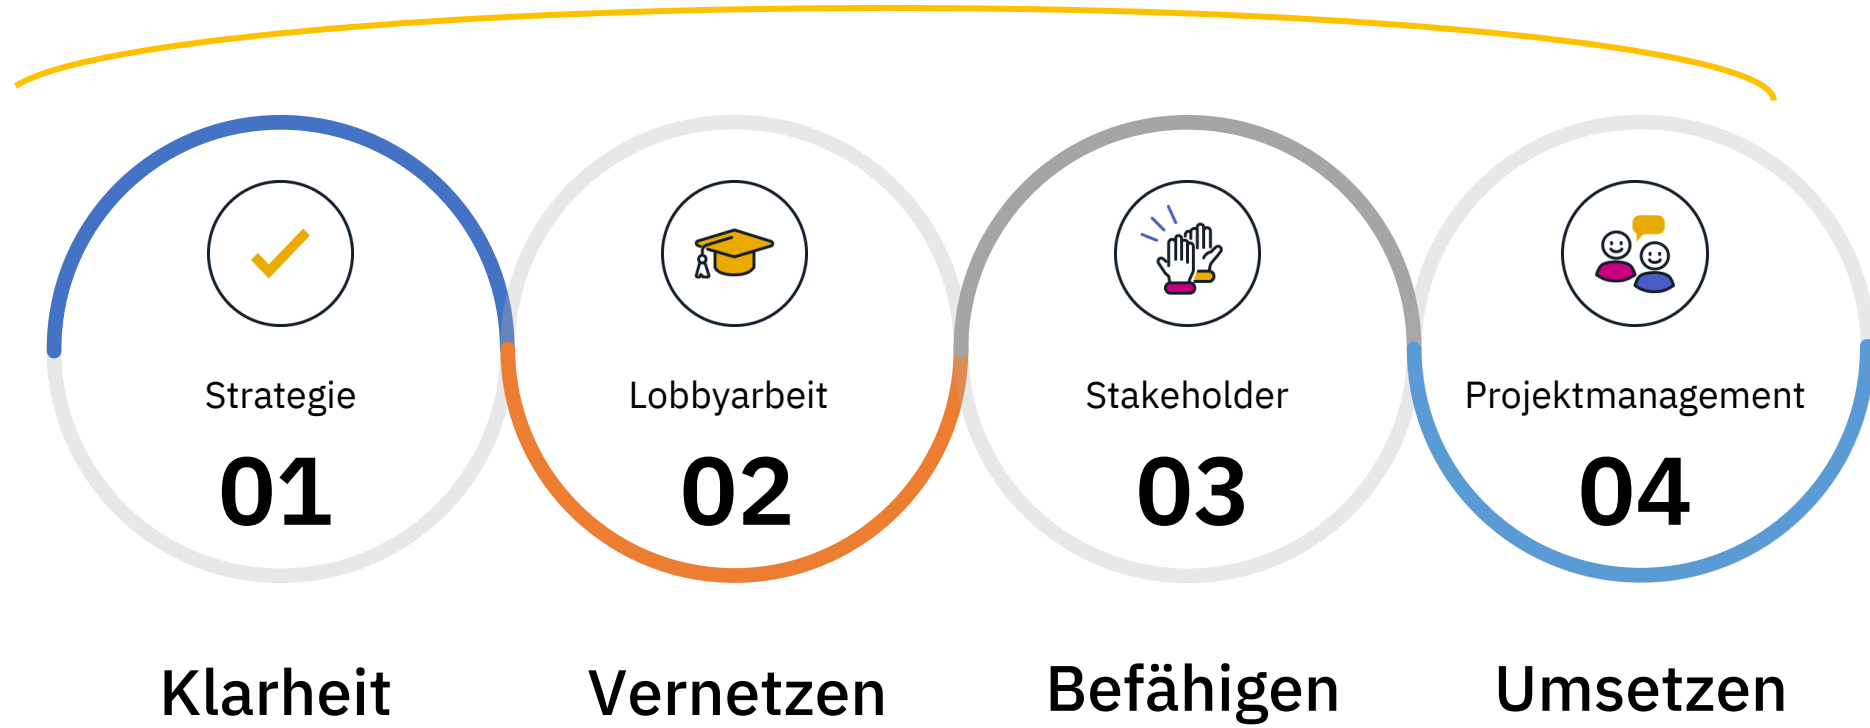 Strategie
01
Klarheit
Lobbyarbeit
02
Vernetzen
Stakeholder
03
Befähigen
Projektmanagement
04
Umsetzen